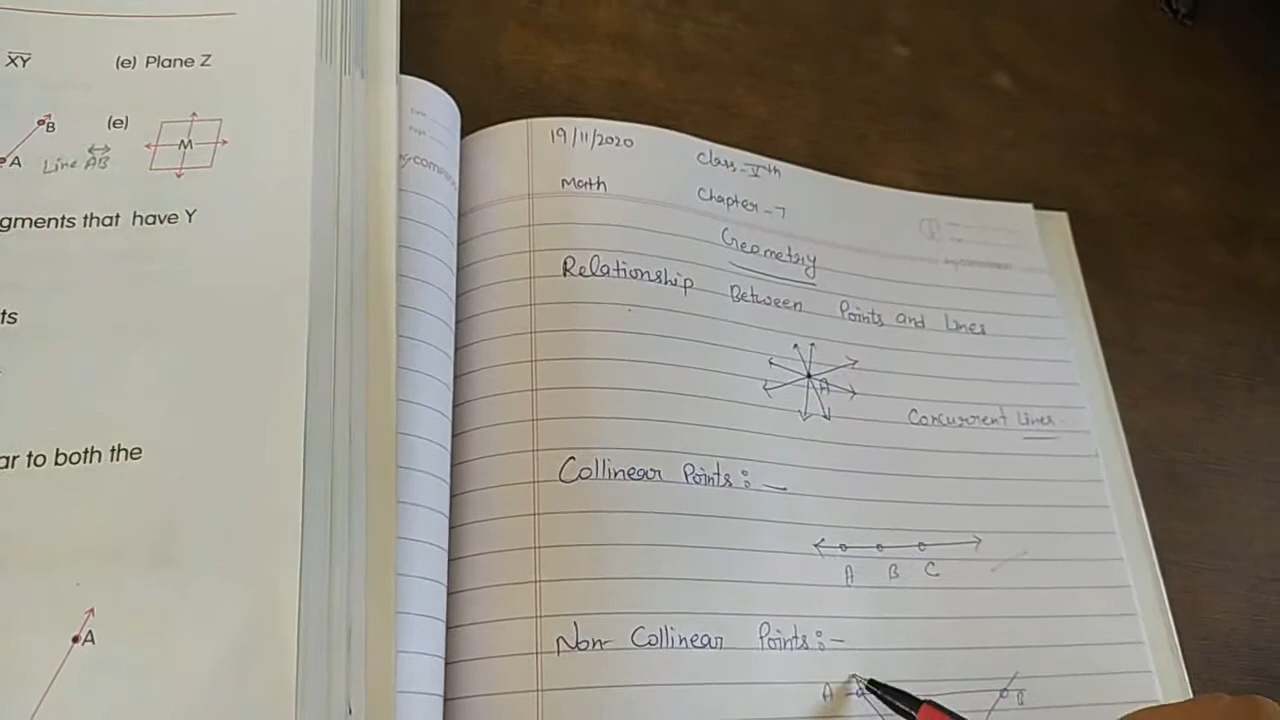 XY
(e) Plane Z
B
(e)
A
Line AB
M
gments that have Y
ts
ar to both the
A
19/11/2020
Class-Vth
Math
Chapter-7
Geometry
Relationship Between Points and Lines
A
Concurrent Lines
Collinear Points:-
A B C
Non-Collinear Points:-
A
B